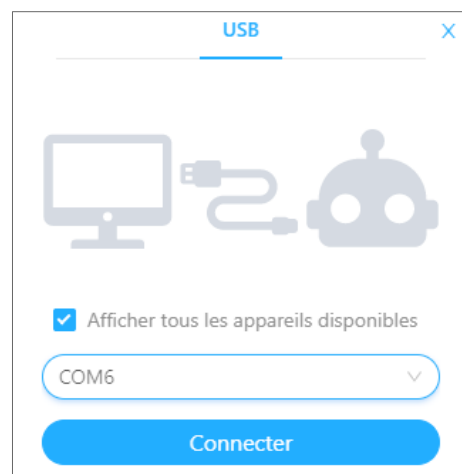 USB
X
Afficher tous les appareils disponibles
COM6
Connecter